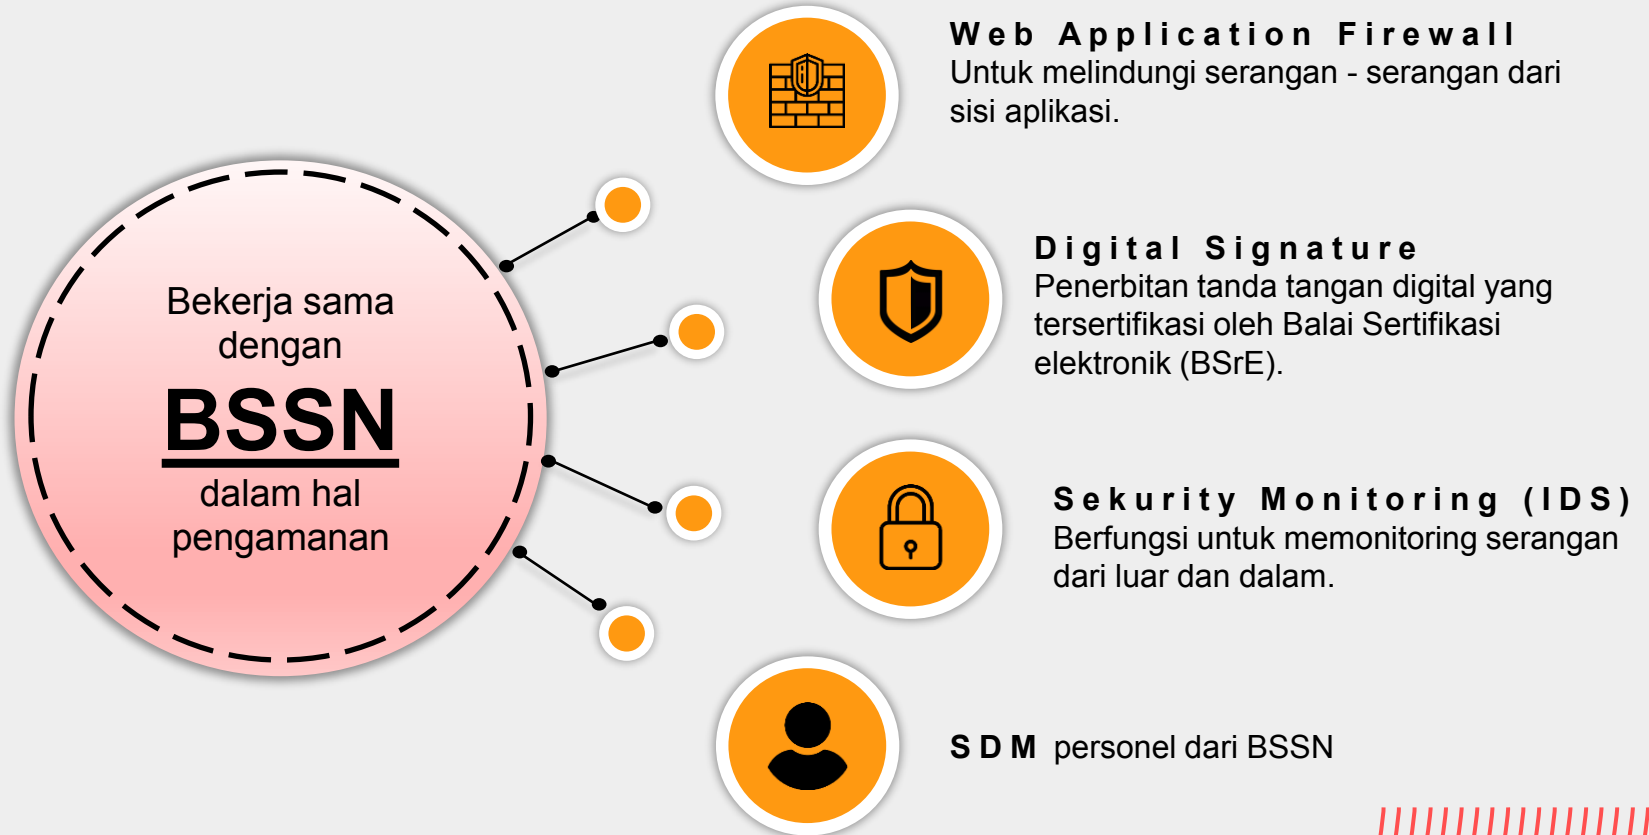 Bekerja sama
dengan
BSSN
dalam hal
pengamanan
Web Application Firewall
Untuk melindungi serangan - serangan dari
sisi aplikasi.
Digital Signature
Penerbitan tanda tangan digital yang
tersertifikasi oleh Balai Sertifikasi
elektronik (BSrE).
Sekurity Monitoring (IDS)
Berfungsi untuk memonitoring serangan
dari luar dan dalam.
SDM personel dari BSSN